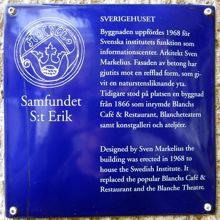 SVERIGEHUSET
Byggnaden uppfördes 1968 för
Svenska institutets funktion som
informationscenter. Arkitekt Sven
Markelius. Fasaden av betong har
gjutits mot en refflad form, som gi-
vit en naturstensliknande yta.
Tidigare stod på platsen en byggnad
från 1866 som inrymde Blanchs
Café & Restaurant, Blancheteatern
samt konstgalleri och ateljéer.
Samfundet
S:t Erik
Designed by Sven Markelius the
building was erected in 1968 to
house the Swedish Institute. It
replaced the popular Blanchs Café &
Restaurant and the Blanche Theatre.